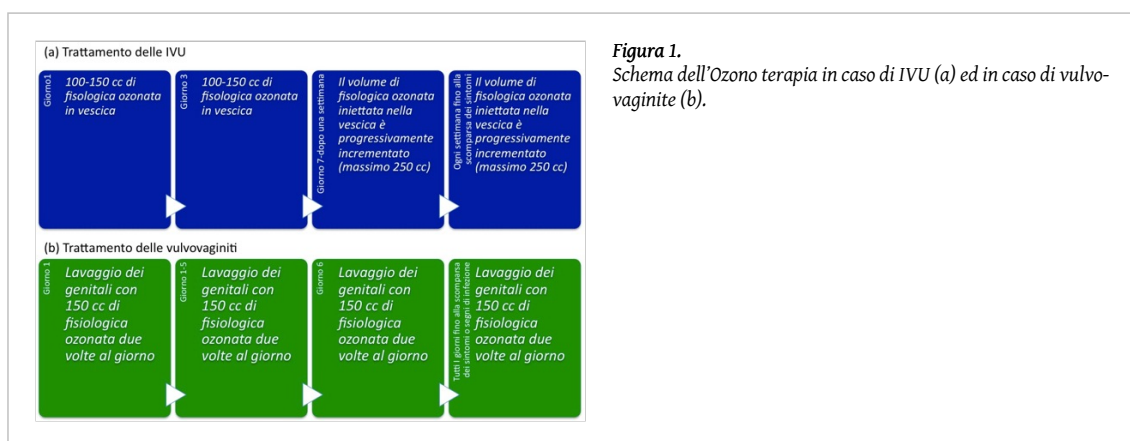 (a) Trattamento delle IVU
Giorno1
100-150 cc di
fisologica ozonata
in vescica
Giorno 3
100-150 cc di
fisologica ozonata
in vescica
Giorno 7-dopo una settimana
Il volume di
fisologica ozonata
iniettata nella
vescica è
progressivamente
incrementato
(massimo 250 cc)
Ogni settimana fino alla
scomparsa dei sintomi
Il volume di
fisologica ozonata
iniettata nella
vescica è
progressivamente
incrementato
(massimo 250 cc)
(b) Trattamento delle vulvovaginiti
Giorno 1
Lavaggio dei
genitali con
150 cc di
fisiologica
ozonata due
volte al giorno
Giorno 1-5
Lavaggio dei
genitali con
150 cc di
fisiologica
ozonata due
volte al giorno
Giorno 6
Lavaggio dei
genitali con
150 cc di
fisiologica
ozonata due
volte al giorno
Tutti I giorni fino alla scomparsa
dei sintomi o segni di infezione
Lavaggio dei
genitali con
150 cc di
fisiologica
ozonata due
volte al giorno
Figura 1.
Schema dell’Ozono terapia in caso di IVU (a) ed in caso di vulvo-
vaginite (b).